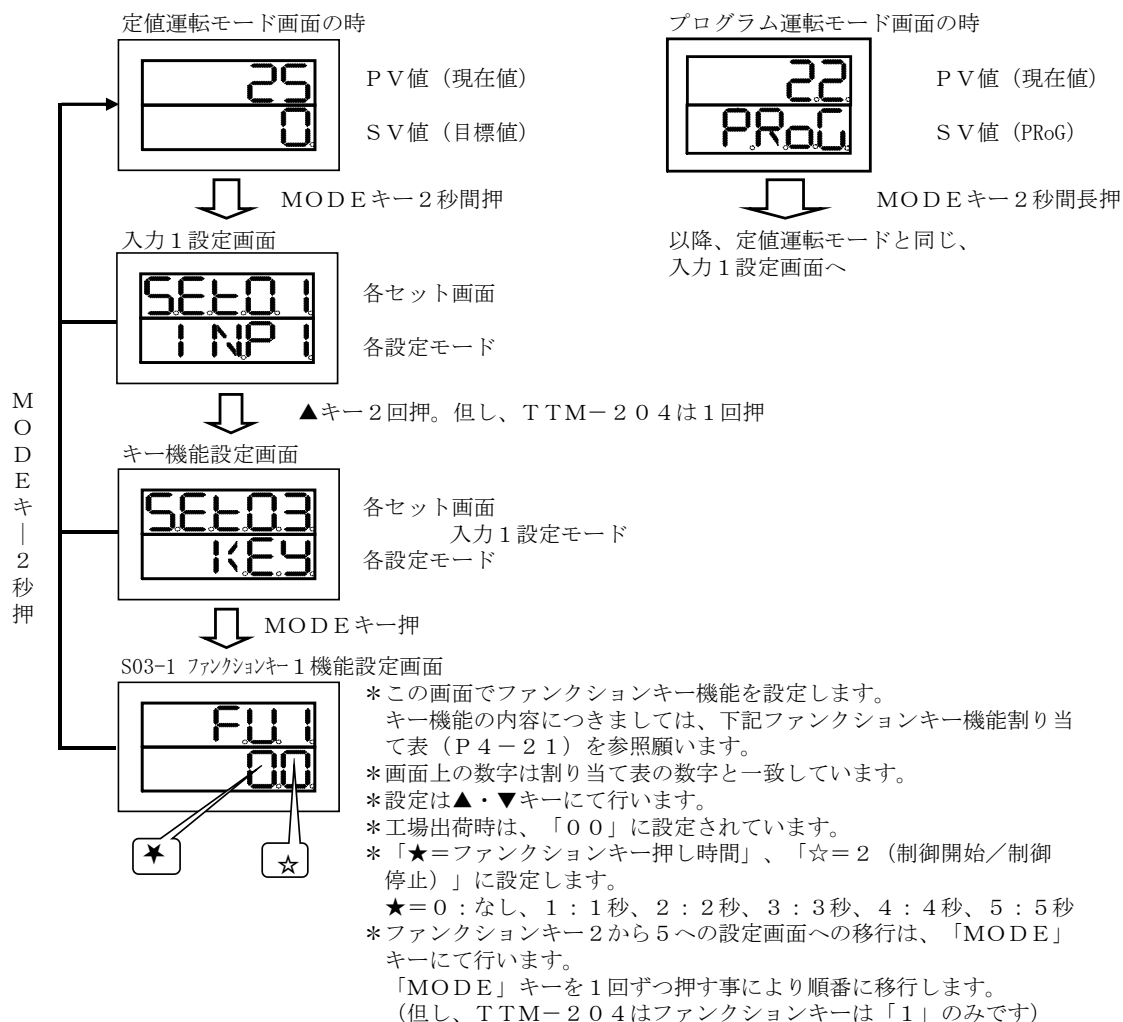 定値運転モード画面の時
25
ＰＶ値（現在値）
0
ＳＶ値（目標値）
ＭＯＤＥキー２秒間押
プログラム運転モード画面の時
22
ＰＶ値（現在値）
PRoG
ＳＶ値（PRoG）
ＭＯＤＥキー２秒間長押
以降、定値運転モードと同じ、
入力１設定画面へ
入力１設定画面
SEt01
各セット画面
INP1
各設定モード
▲キー２回押。但し、ＴＴＭ－２０４は１回押
キー機能設定画面
SEt03
各セット画面
入力１設定モード
KEY
各設定モード
ＭＯＤＥキー押
ＭＯＤＥキー２秒押
S03-1 ﾌｧﾝｸｼｮﾝｷｰ１機能設定画面
FU1
00
★
☆
＊この画面でファンクションキー機能を設定します。
キー機能の内容につきましては、下記ファンクションキー機能割り当
て表（Ｐ４－２１）を参照願います。
＊画面上の数字は割り当て表の数字と一致しています。
＊設定は▲・▼キーにて行います。
＊工場出荷時は、「００」に設定されています。
＊「★＝ファンクションキー押し時間」、「☆＝２（制御開始／制御
停止）」に設定します。
★＝０：なし、１：１秒、２：２秒、３：３秒、４：４秒、５：５秒
＊ファンクションキー２から５への設定画面への移行は、「ＭＯＤＥ」
キーにて行います。
「ＭＯＤＥ」キーを１回ずつ押す事により順番に移行します。
（但し、ＴＴＭ－２０４はファンクションキーは「１」のみです）